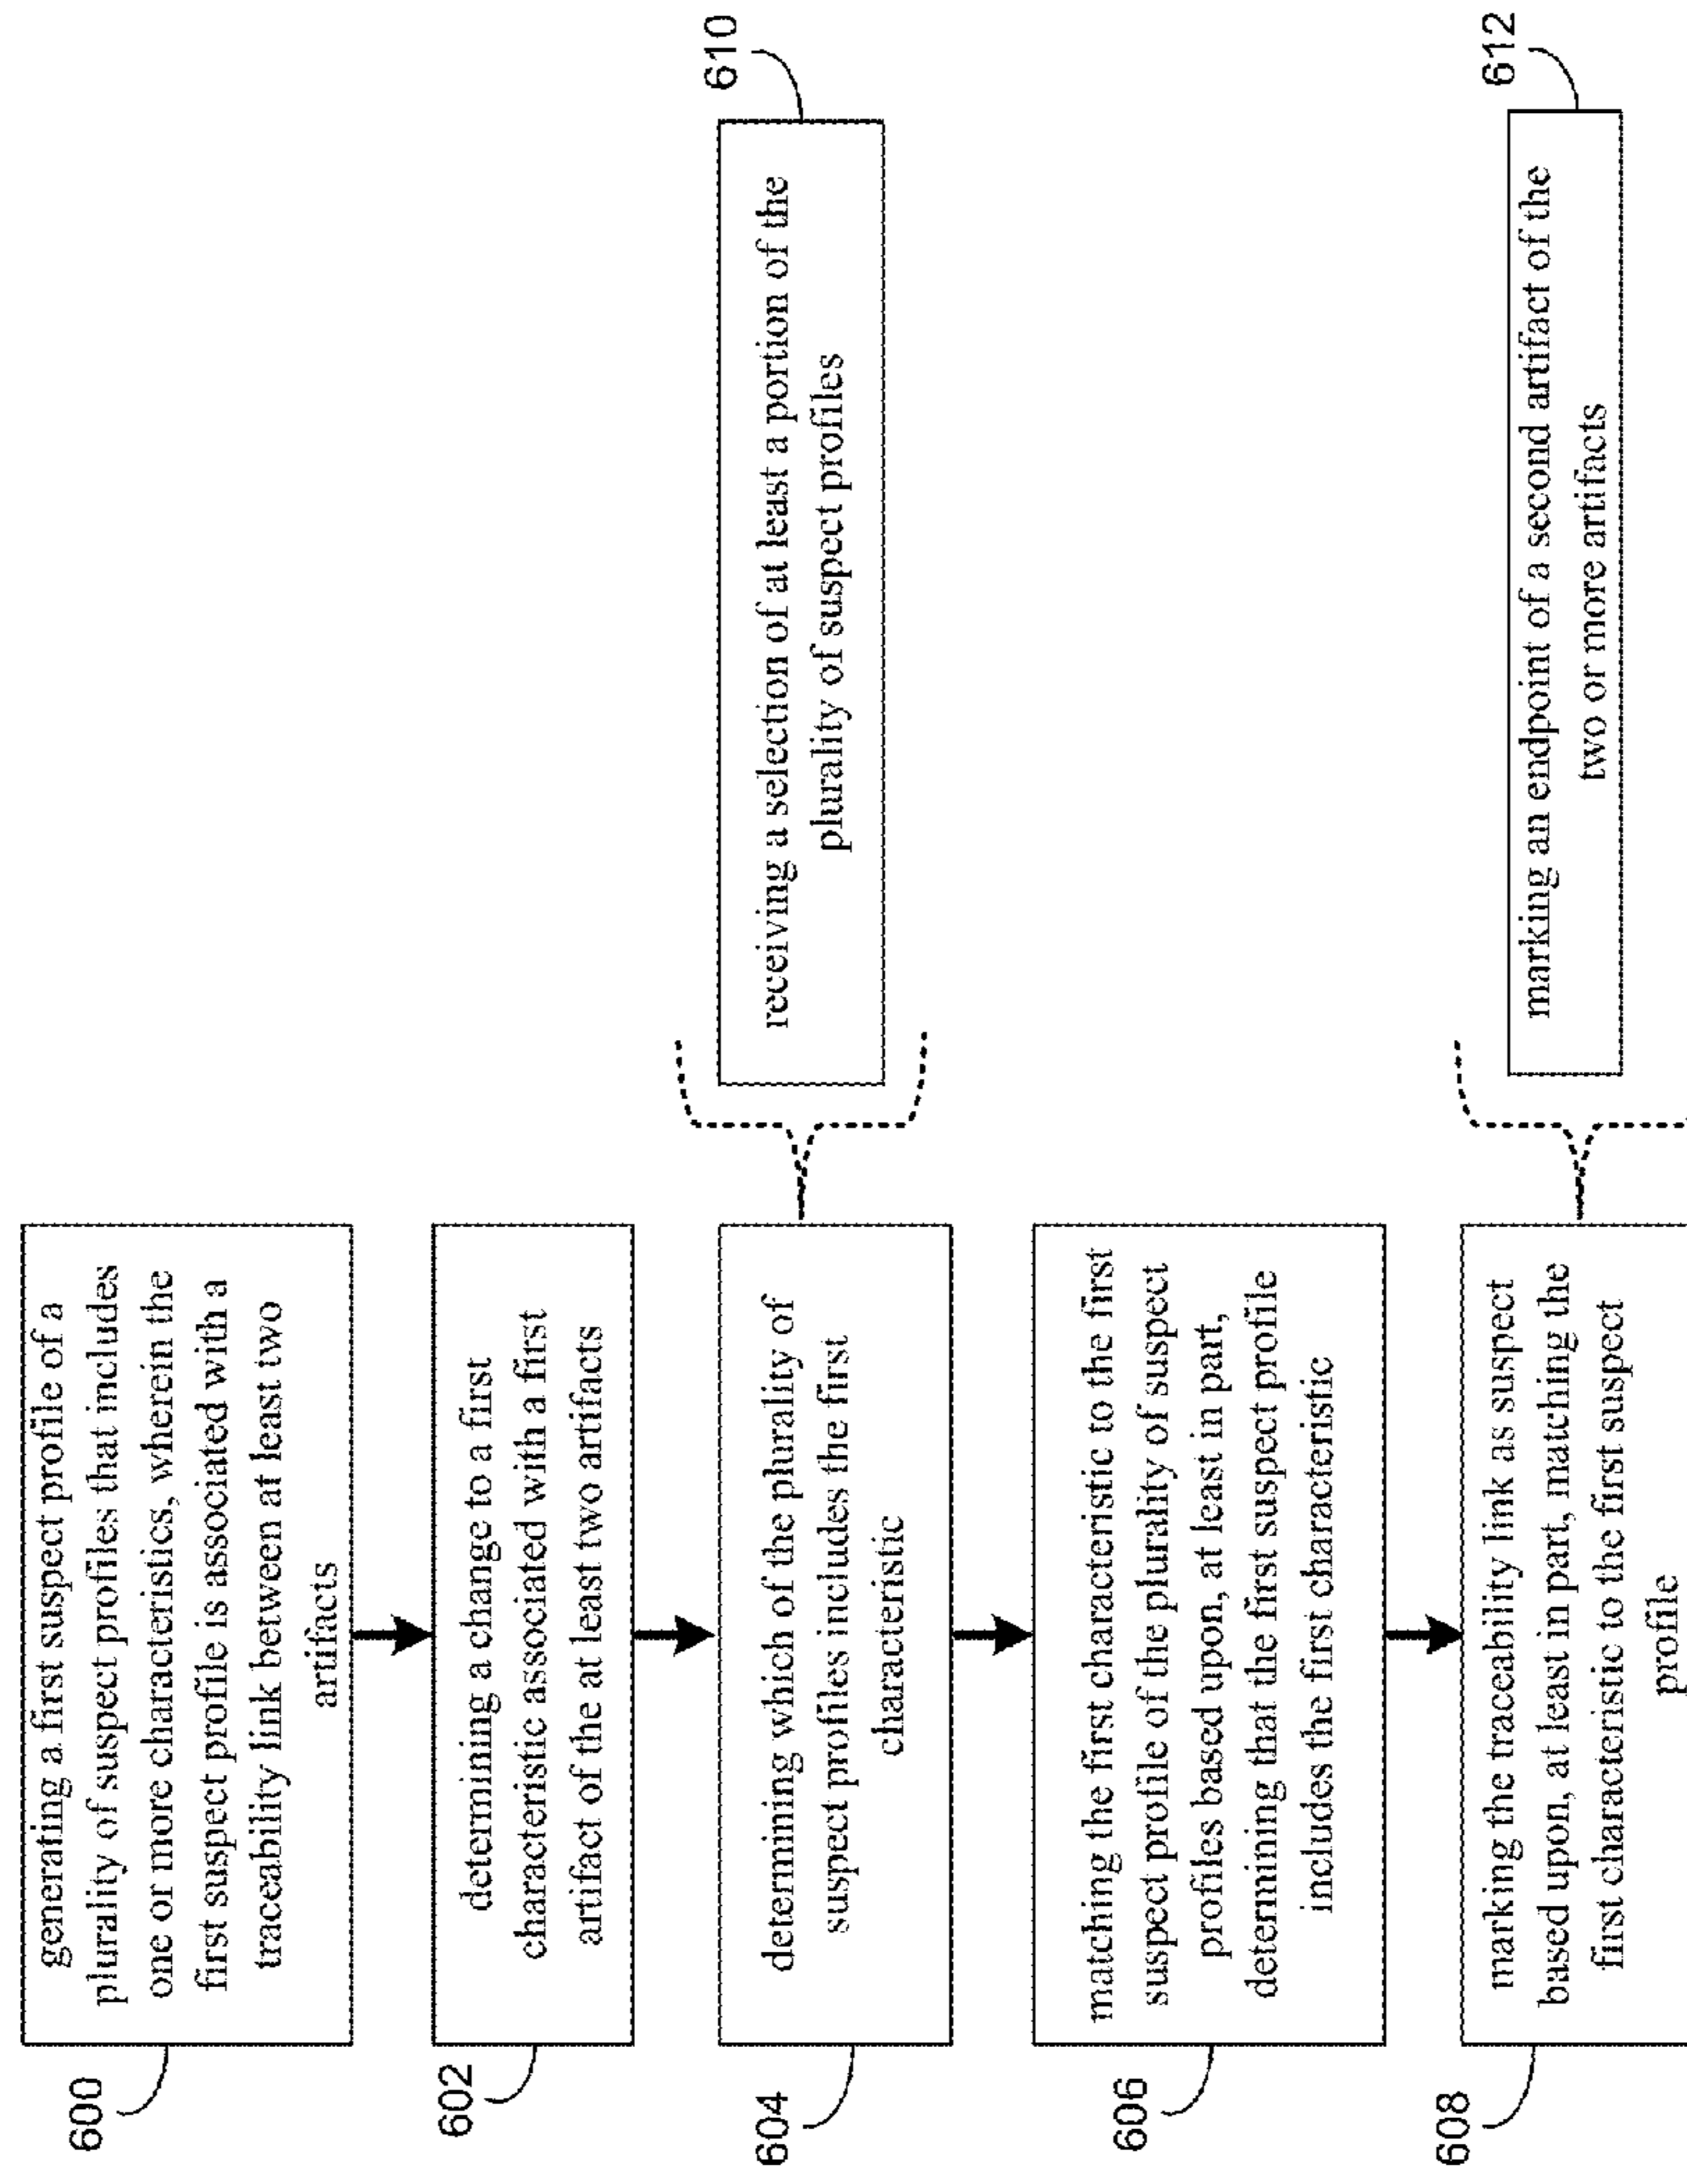 600
generating a first suspect profile of a
plurality of suspect profiles that includes
one or more characteristics, wherein the
first suspect profile is associated with a
traceability link between at least two
artifacts
602
determining a change to a first
characteristic associated with a first
artifact of the at least two artifacts
604
determining which of the plurality of
suspect profiles includes the first
characteristic
610
receiving a selection of at least a portion of the
plurality of suspect profiles
606
matching the first characteristic to the first
suspect profile of the plurality of suspect
profiles based upon, at least in part,
determining that the first suspect profile
includes the first characteristic
608
marking the traceability link as suspect
based upon, at least in part, matching the
first characteristic to the first suspect
profile
612
marking an endpoint of a second artifact of the
two or more artifacts